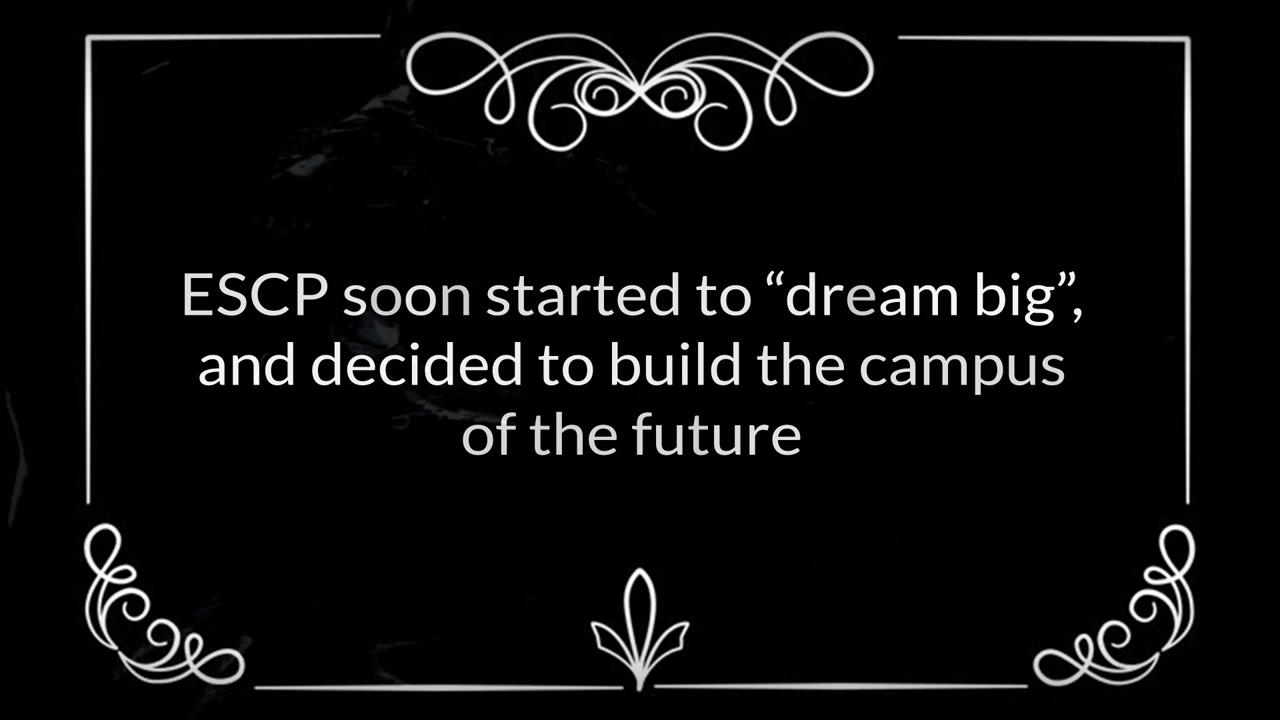 ESCP soon started to “dream big”,
and decided to build the campus
of the future